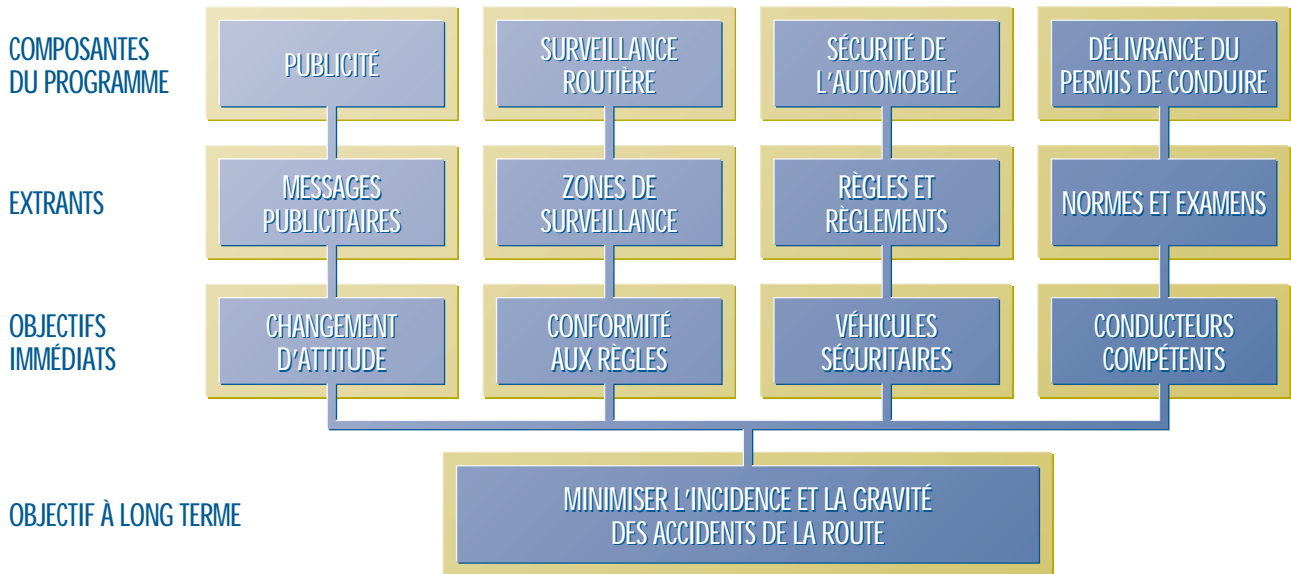 COMPOSANTES
DU PROGRAMME
PUBLICITÉ
SURVEILLANCE
ROUTIÈRE
SÉCURITÉ DE
L'AUTOMOBILE
DÉLIVRANCE DU
PERMIS DE CONDUIRE
EXTRANTS
MESSAGES
PUBLICITAIRES
ZONES DE
SURVEILLANCE
RÈGLES ET
RÈGLEMENTS
NORMES ET EXAMENS
OBJECTIFS
IMMÉDIATS
CHANGEMENT
D'ATTITUDE
CONFORMITÉ
AUX RÈGLES
VÉHICULES
SÉCURITAIRES
CONDUCTEURS
COMPÉTENTS
OBJECTIF À LONG TERME
MINIMISER L'INCIDENCE ET LA GRAVITÉ
DES ACCIDENTS DE LA ROUTE